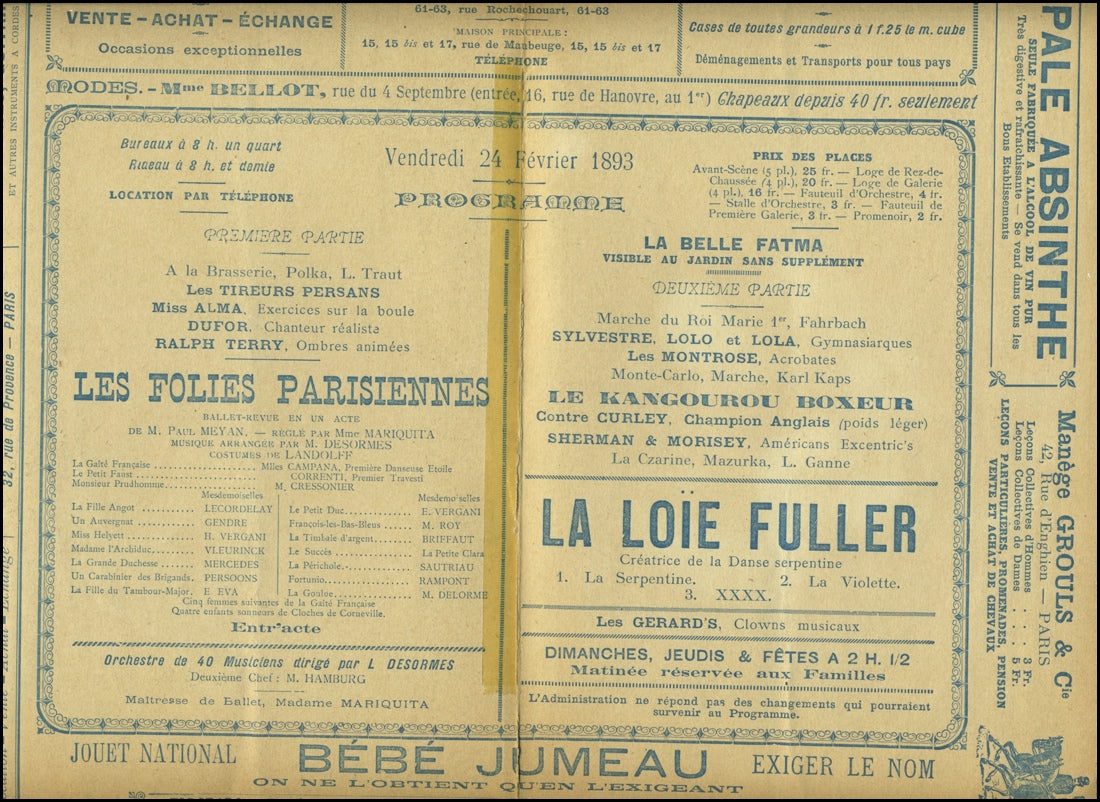 VENTE - ACHAT - ÉCHANGE
Occasions exceptionnelles
61-63, rue Rochechouart, 61-63
MAISON PRINCIPALE :
15, 15 bis et 17, rue de Maubeuge, 15, 15 bis et 17
TÉLÉPHONE
Cases de toutes grandeurs à 1 f. 25 le m. cube
Déménagements et Transports pour tous pays
MODES. - Mme BELLOT, rue du 4 Septembre (entrée, 16, rue de Hanovre, au 1er) Chapeaux depuis 40 fr. seulement
Bureaux à 8 h. un quart
Rideau à 8 h. et demie
LOCATION PAR TÉLÉPHONE
Vendredi 24 Février 1893
PROGRAMME
PRIX DES PLACES
Avant-Scène (5 pl.), 25 fr. — Loge de Rez-de-
Chaussée (4 pl.), 20 fr. — Loge de Galerie
(4 pl.), 16 fr. — Fauteuil d'Orchestre, 4 fr.
— Stalle d'Orchestre, 3 fr. — Fauteuil de
Première Galerie, 3 fr. — Promenoir, 2 fr.
PREMIERE PARTIE
A la Brasserie, Polka, L. Traut
Les TIREURS PERSANS
Miss ALMA, Exercices sur la boule
DUFOR, Chanteur réaliste
RALPH TERRY, Ombres animées
LES FOLIES PARISIENNES
BALLET-REVUE EN UN ACTE
DE M. PAUL MEYAN. — RÉGLÉ PAR Mme MARIQUITA
MUSIQUE ARRANGÉE PAR M. DESORMES
COSTUMES DE LANDOLFF
La Gaîté Française ........ Mlles CAMPANA, Première Danseuse Etoile
Le Petit Faust ........ CORRENTI, Premier Travesti
Monsieur Prudhomme ........ M. CRESSONIER
Mesdemoiselles
La Fille Angot ........ LECORDELAY
Un Auvergnat ........ GENDRE
Miss Helyett ........ H. VERGANI
Madame l'Archiduc ........ VLEURINCK
La Grande Duchesse ........ MERCEDES
Un Carabinier des Brigands. PERSOONS
La Fille du Tambour-Major. E EVA
Mesdemoiselles
Le Petit Duc ........ E. VERGANI
François-les-Bas-Bleus ...... M. ROY
La Timbale d'argent ........ BRIFFAUT
Le Succès ........ La Petite Clara
La Périchole ........ SAUTRIAU
Fortunio ........ RAMPONT
La Goulue ........ M. DELORME
Cinq femmes suivantes de la Gaîté Française
Quatre enfants sonneurs de Cloches de Corneville.
Entr'acte
Orchestre de 40 Musiciens dirigé par L DESORMES
Deuxième Chef : M. HAMBURG
Maîtresse de Ballet, Madame MARIQUITA
LA BELLE FATMA
VISIBLE AU JARDIN SANS SUPPLÉMENT
DEUXIÈME PARTIE
Marche du Roi Marie 1er, Fahrbach
SYLVESTRE, LOLO et LOLA, Gymnasiarques
Les MONTROSE, Acrobates
Monte-Carlo, Marche, Karl Kaps
LE KANGOUROU BOXEUR
Contre CURLEY, Champion Anglais (poids léger)
SHERMAN & MORISEY, Américans Excentric's
La Czarine, Mazurka, L. Ganne
LA LOÏE FULLER
Créatrice de la Danse serpentine
1. La Serpentine. 2. La Violette.
3. XXXX.
Les GERARD'S, Clowns musicaux
DIMANCHES, JEUDIS & FÊTES A 2 H. 1/2
Matinée réservée aux Familles
L'Administration ne répond pas des changements qui pourraient
survenir au Programme.
JOUET NATIONAL BÉBÉ JUMEAU EXIGER LE NOM
ON NE L'OBTIENT QU'EN L'EXIGEANT
PALE ABSINTHE
SEULE FABRIQUÉE A L'ALCOOL DE VIN PUR
Très digestive et rafraîchissante — Se vend dans tous les
Bons Etablissements
Manège GROULS & Cie
42, Rue d'Enghien — PARIS
Leçons Collectives d'Hommes . . . 3 Fr.
Leçons Collectives de Dames . . . 5 Fr.
LEÇONS PARTICULIÈRES, PROMENADES, PENSION
VENTE ET ACHAT DE CHEVAUX
ET AUTRES INSTRUMENTS A CORDES
32, rue de Provence — PARIS